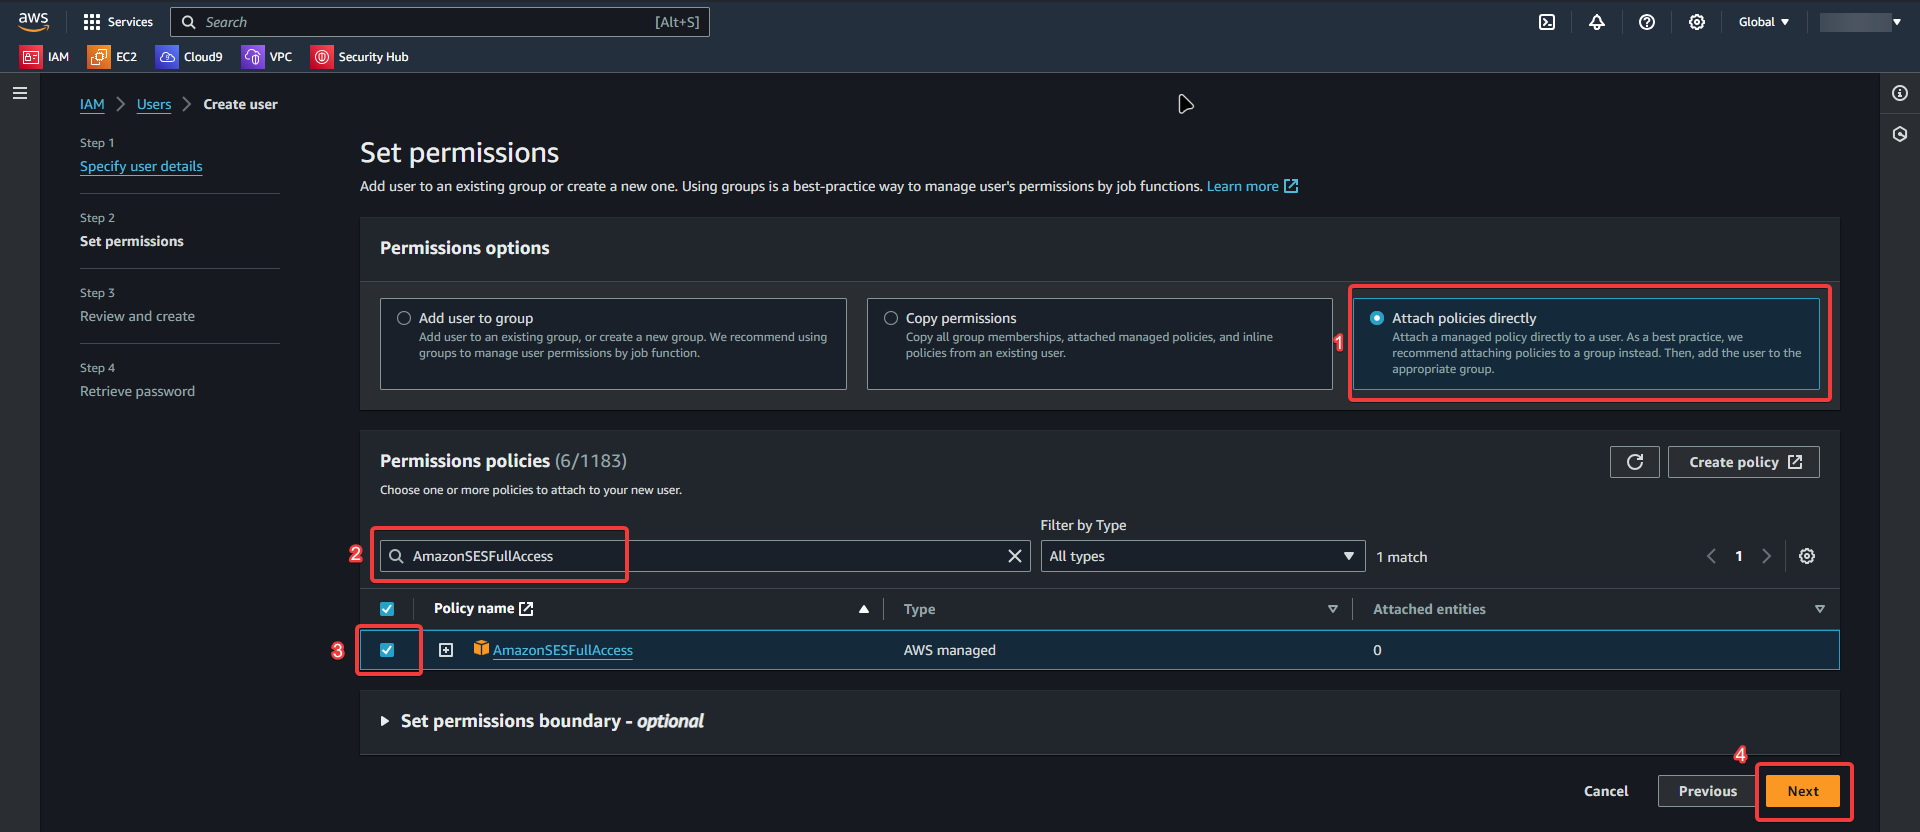 aws
Services
Search
[Alt+S]
Global
IAM
EC2
Cloud9
VPC
Security Hub
IAM
Users
Create user
Step 1
Specify user details
Step 2
Set permissions
Step 3
Review and create
Step 4
Retrieve password
Set permissions
Add user to an existing group or create a new one. Using groups is a best-practice way to manage user's permissions by job functions. Learn more
Permissions options
Add user to group
Add user to an existing group, or create a new group. We recommend using
groups to manage user permissions by job function.
Copy permissions
Copy all group memberships, attached managed policies, and inline
policies from an existing user.
1
Attach policies directly
Attach a managed policy directly to a user. As a best practice, we
recommend attaching policies to a group instead. Then, add the user to the
appropriate group.
Permissions policies (6/1183)
Choose one or more policies to attach to your new user.
Create policy
Filter by Type
2
AmazonSESFullAccess
All types
1 match
1
Policy name
Type
Attached entities
3
AmazonSESFullAccess
AWS managed
0
Set permissions boundary - optional
4
Cancel
Previous
Next